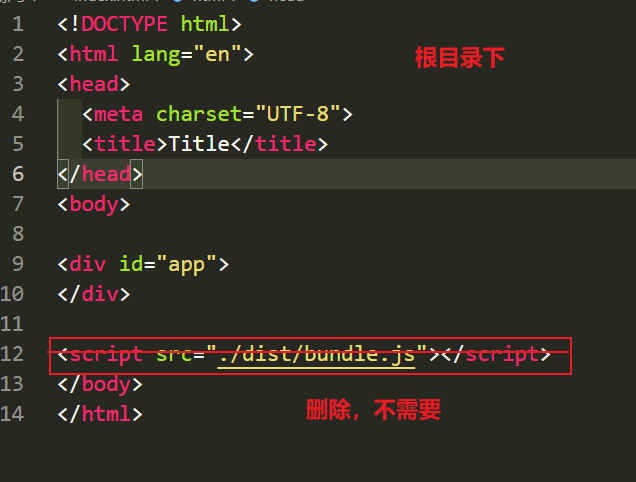 1 <!DOCTYPE html>
2 <html lang="en">
根目录下
3 <head>
4 <meta charset="UTF-8">
5 <title>Title</title>
6 </head>
7 <body>
8
9 <div id="app">
10 </div>
11
12 <script src="./dist/bundle.js"></script>
13 </body>
删除，不需要
14 </html>